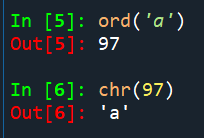 In [5]: ord('a')
Out[5]: 97
In [6]: chr(97)
Out[6]: 'a'